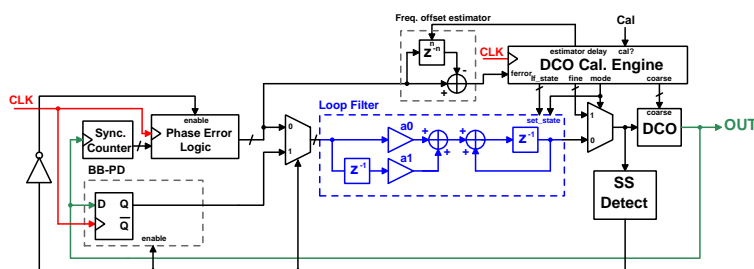 Freq. offset estimator
Cal
n
z-n
-
+
CLK
estimator delay cal?
DCO Cal. Engine
ferror lf_state fine mode coarse
CLK
enable
Sync. Counter
Phase Error Logic
BB-PD
0
1
Loop Filter
a0
a1
z-1
+
+
+
+
z-1
set_state
1
0
coarse
DCO
OUT
D Q
Q
enable
SS Detect